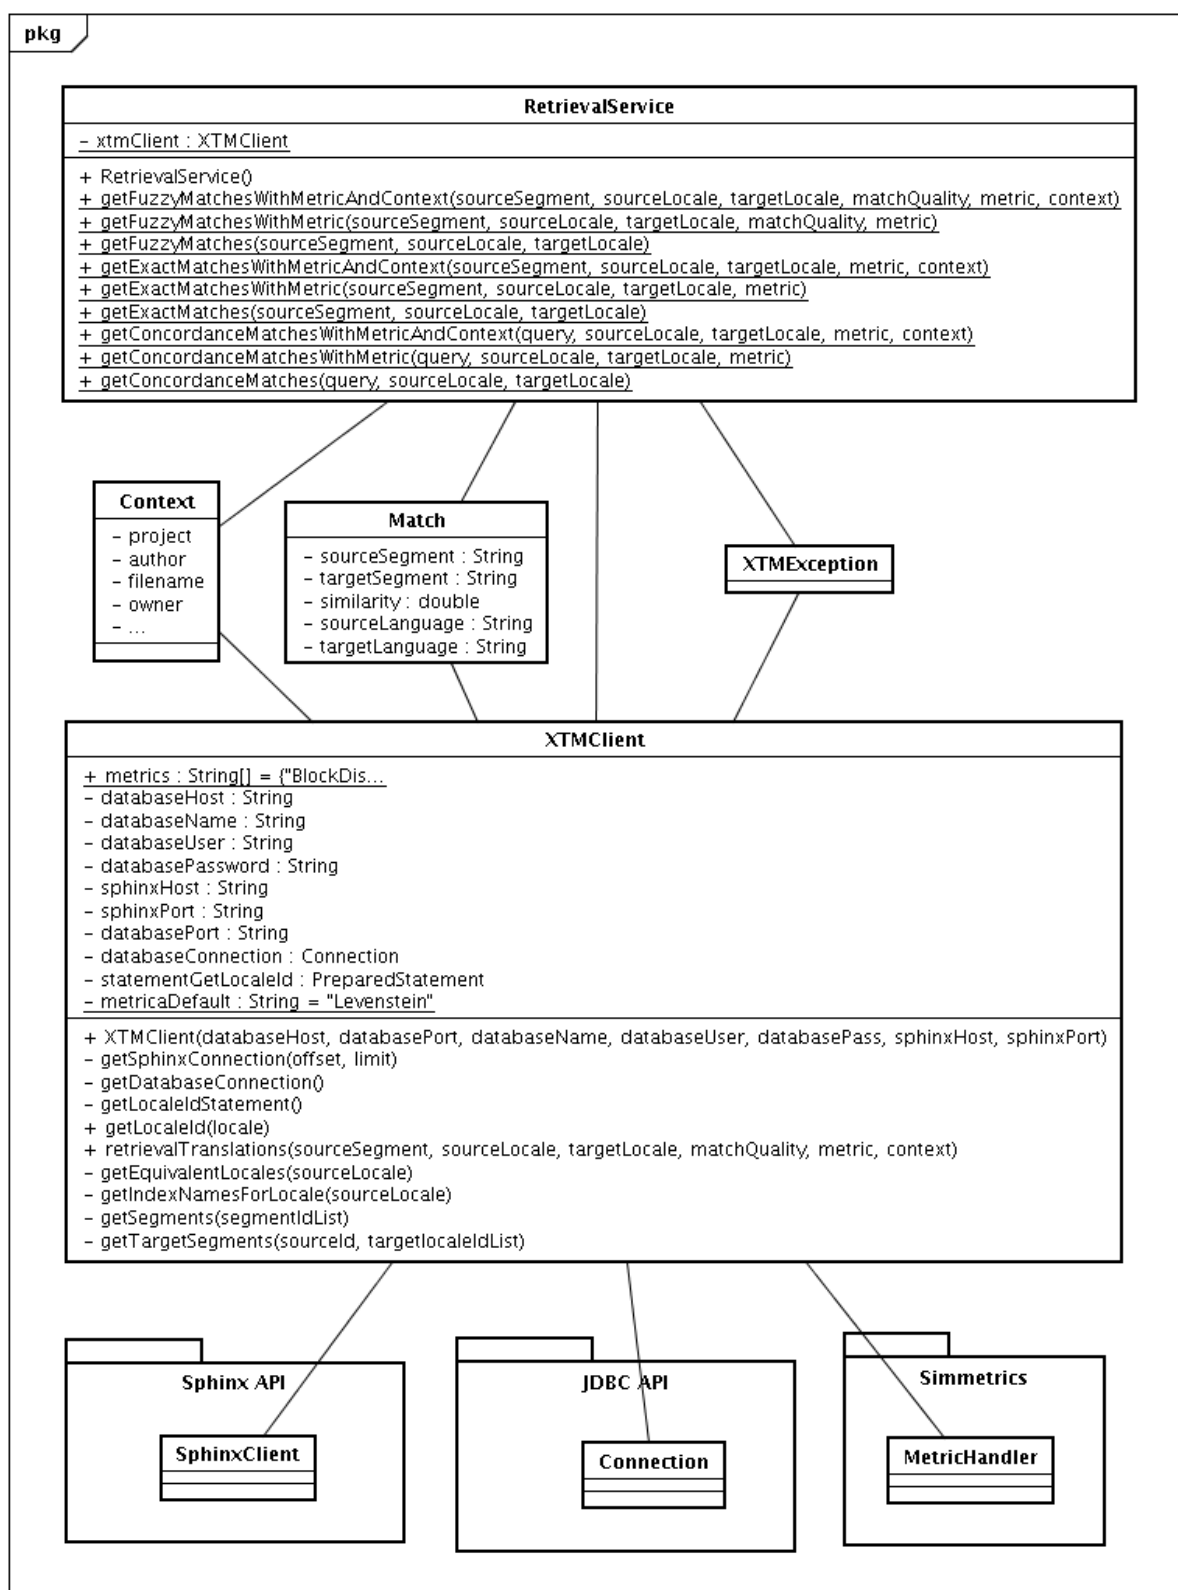 pkg
RetrievalService
- xtmClient : XTMClient
+ RetrievalService()
+ getFuzzyMatchesWithMetricAndContext(sourceSegment, sourceLocale, targetLocale, matchQuality, metric, context)
+ getFuzzyMatchesWithMetric(sourceSegment, sourceLocale, targetLocale, matchQuality, metric)
+ getFuzzyMatches(sourceSegment, sourceLocale, targetLocale)
+ getExactMatchesWithMetricAndContext(sourceSegment, sourceLocale, targetLocale, metric, context)
+ getExactMatchesWithMetric(sourceSegment, sourceLocale, targetLocale, metric)
+ getExactMatches(sourceSegment, sourceLocale, targetLocale)
+ getConcordanceMatchesWithMetricAndContext(query, sourceLocale, targetLocale, metric, context)
+ getConcordanceMatchesWithMetric(query, sourceLocale, targetLocale, metric)
+ getConcordanceMatches(query, sourceLocale, targetLocale)
Context
- project
- author
- filename
- owner
- ...
Match
- sourceSegment : String
- targetSegment : String
- similarity : double
- sourceLanguage : String
- targetLanguage : String
XTMException
XTMClient
+ metrics : String[] = {"BlockDis...
- databaseHost : String
- databaseName : String
- databaseUser : String
- databasePassword : String
- sphinxHost : String
- sphinxPort : String
- databasePort : String
- databaseConnection : Connection
- statementGetLocaleId : PreparedStatement
- metricaDefault : String = "Levenstein"
+ XTMClient(databaseHost, databasePort, databaseName, databaseUser, databasePass, sphinxHost, sphinxPort)
- getSphinxConnection(offset, limit)
- getDatabaseConnection()
- getLocaleIdStatement()
+ getLocaleId(locale)
+ retrievalTranslations(sourceSegment, sourceLocale, targetLocale, matchQuality, metric, context)
- getEquivalentLocales(sourceLocale)
- getIndexNamesForLocale(sourceLocale)
- getSegments(segmentIdList)
- getTargetSegments(sourceId, targetlocaleIdList)
Sphinx API
SphinxClient
JDBC API
Connection
Simmetrics
MetricHandler